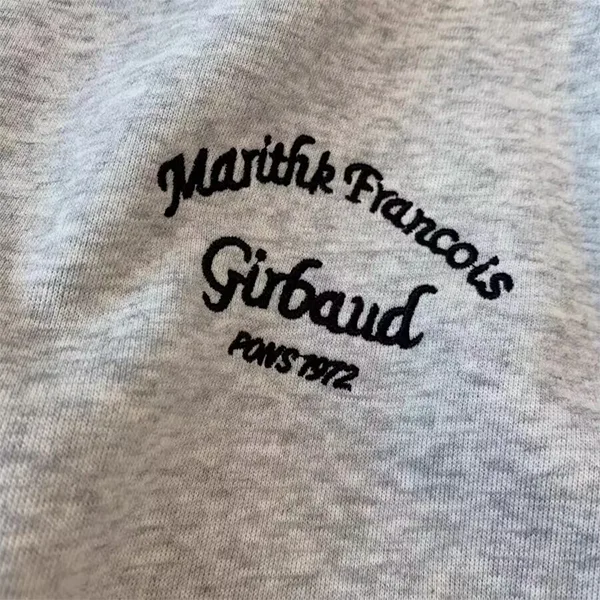 Marithk Francois
Girbaud
PONS 1972